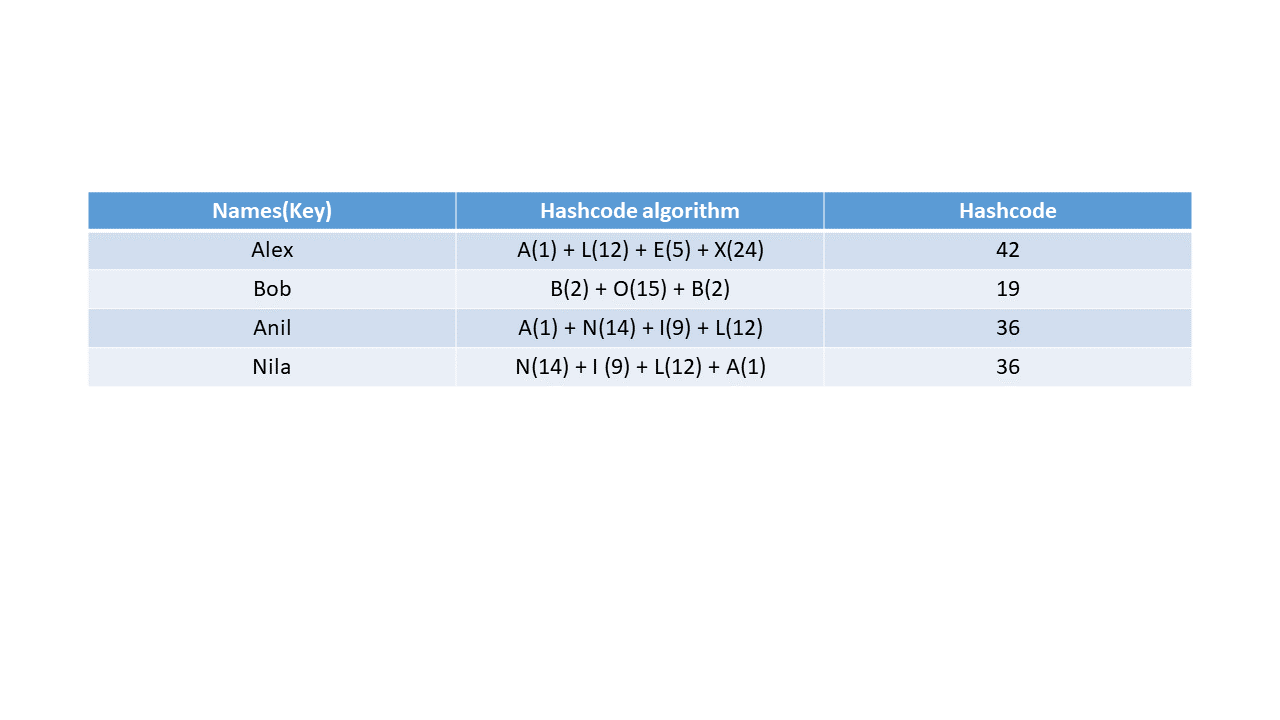 Names(Key) Hashcode algorithm Hashcode
Alex A(1) + L(12) + E(5) + X(24) 42
Bob B(2) + O(15) + B(2) 19
Anil A(1) + N(14) + I(9) + L(12) 36
Nila N(14) + I (9) + L(12) + A(1) 36